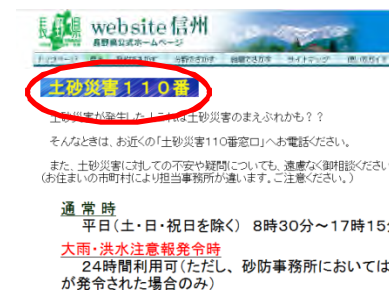 長野県 website信州
長野県公式ホームページ
サイトマップ
土砂災害110番
土砂災害が発生した!これは土砂災害のまえぶれかも??
そんなときは、お近くの「土砂災害110番窓口」へお電話ください。
また、土砂災害に対しての不安や疑問についても、遠慮なく御相談ください
(お住まいの市町村により担当事務所が違います。ご注意ください。)
通常時
平日(土・日・祝日を除く) 8時30分~17時15分
大雨・洪水注意報発令時
24時間利用可(ただし、砂防事務所においては
が発令された場合のみ)